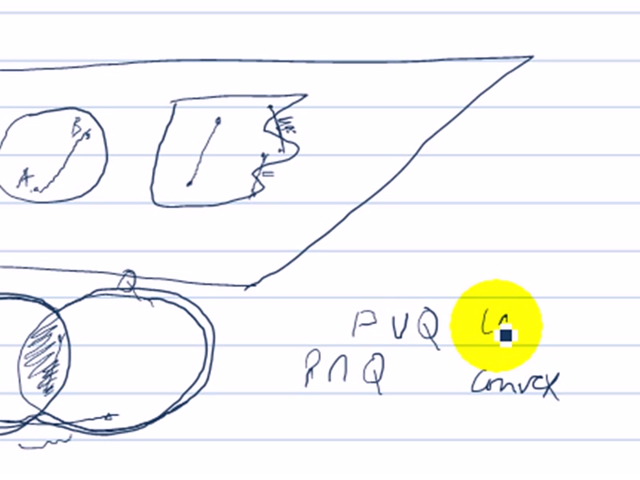 B
A
Q
P ∪ Q
P ∩ Q
Convex